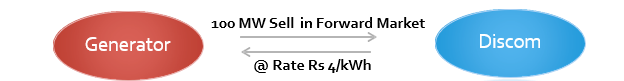 100 MW Sell in Forward Market
Generator
Discom
@ Rate Rs 4/kWh